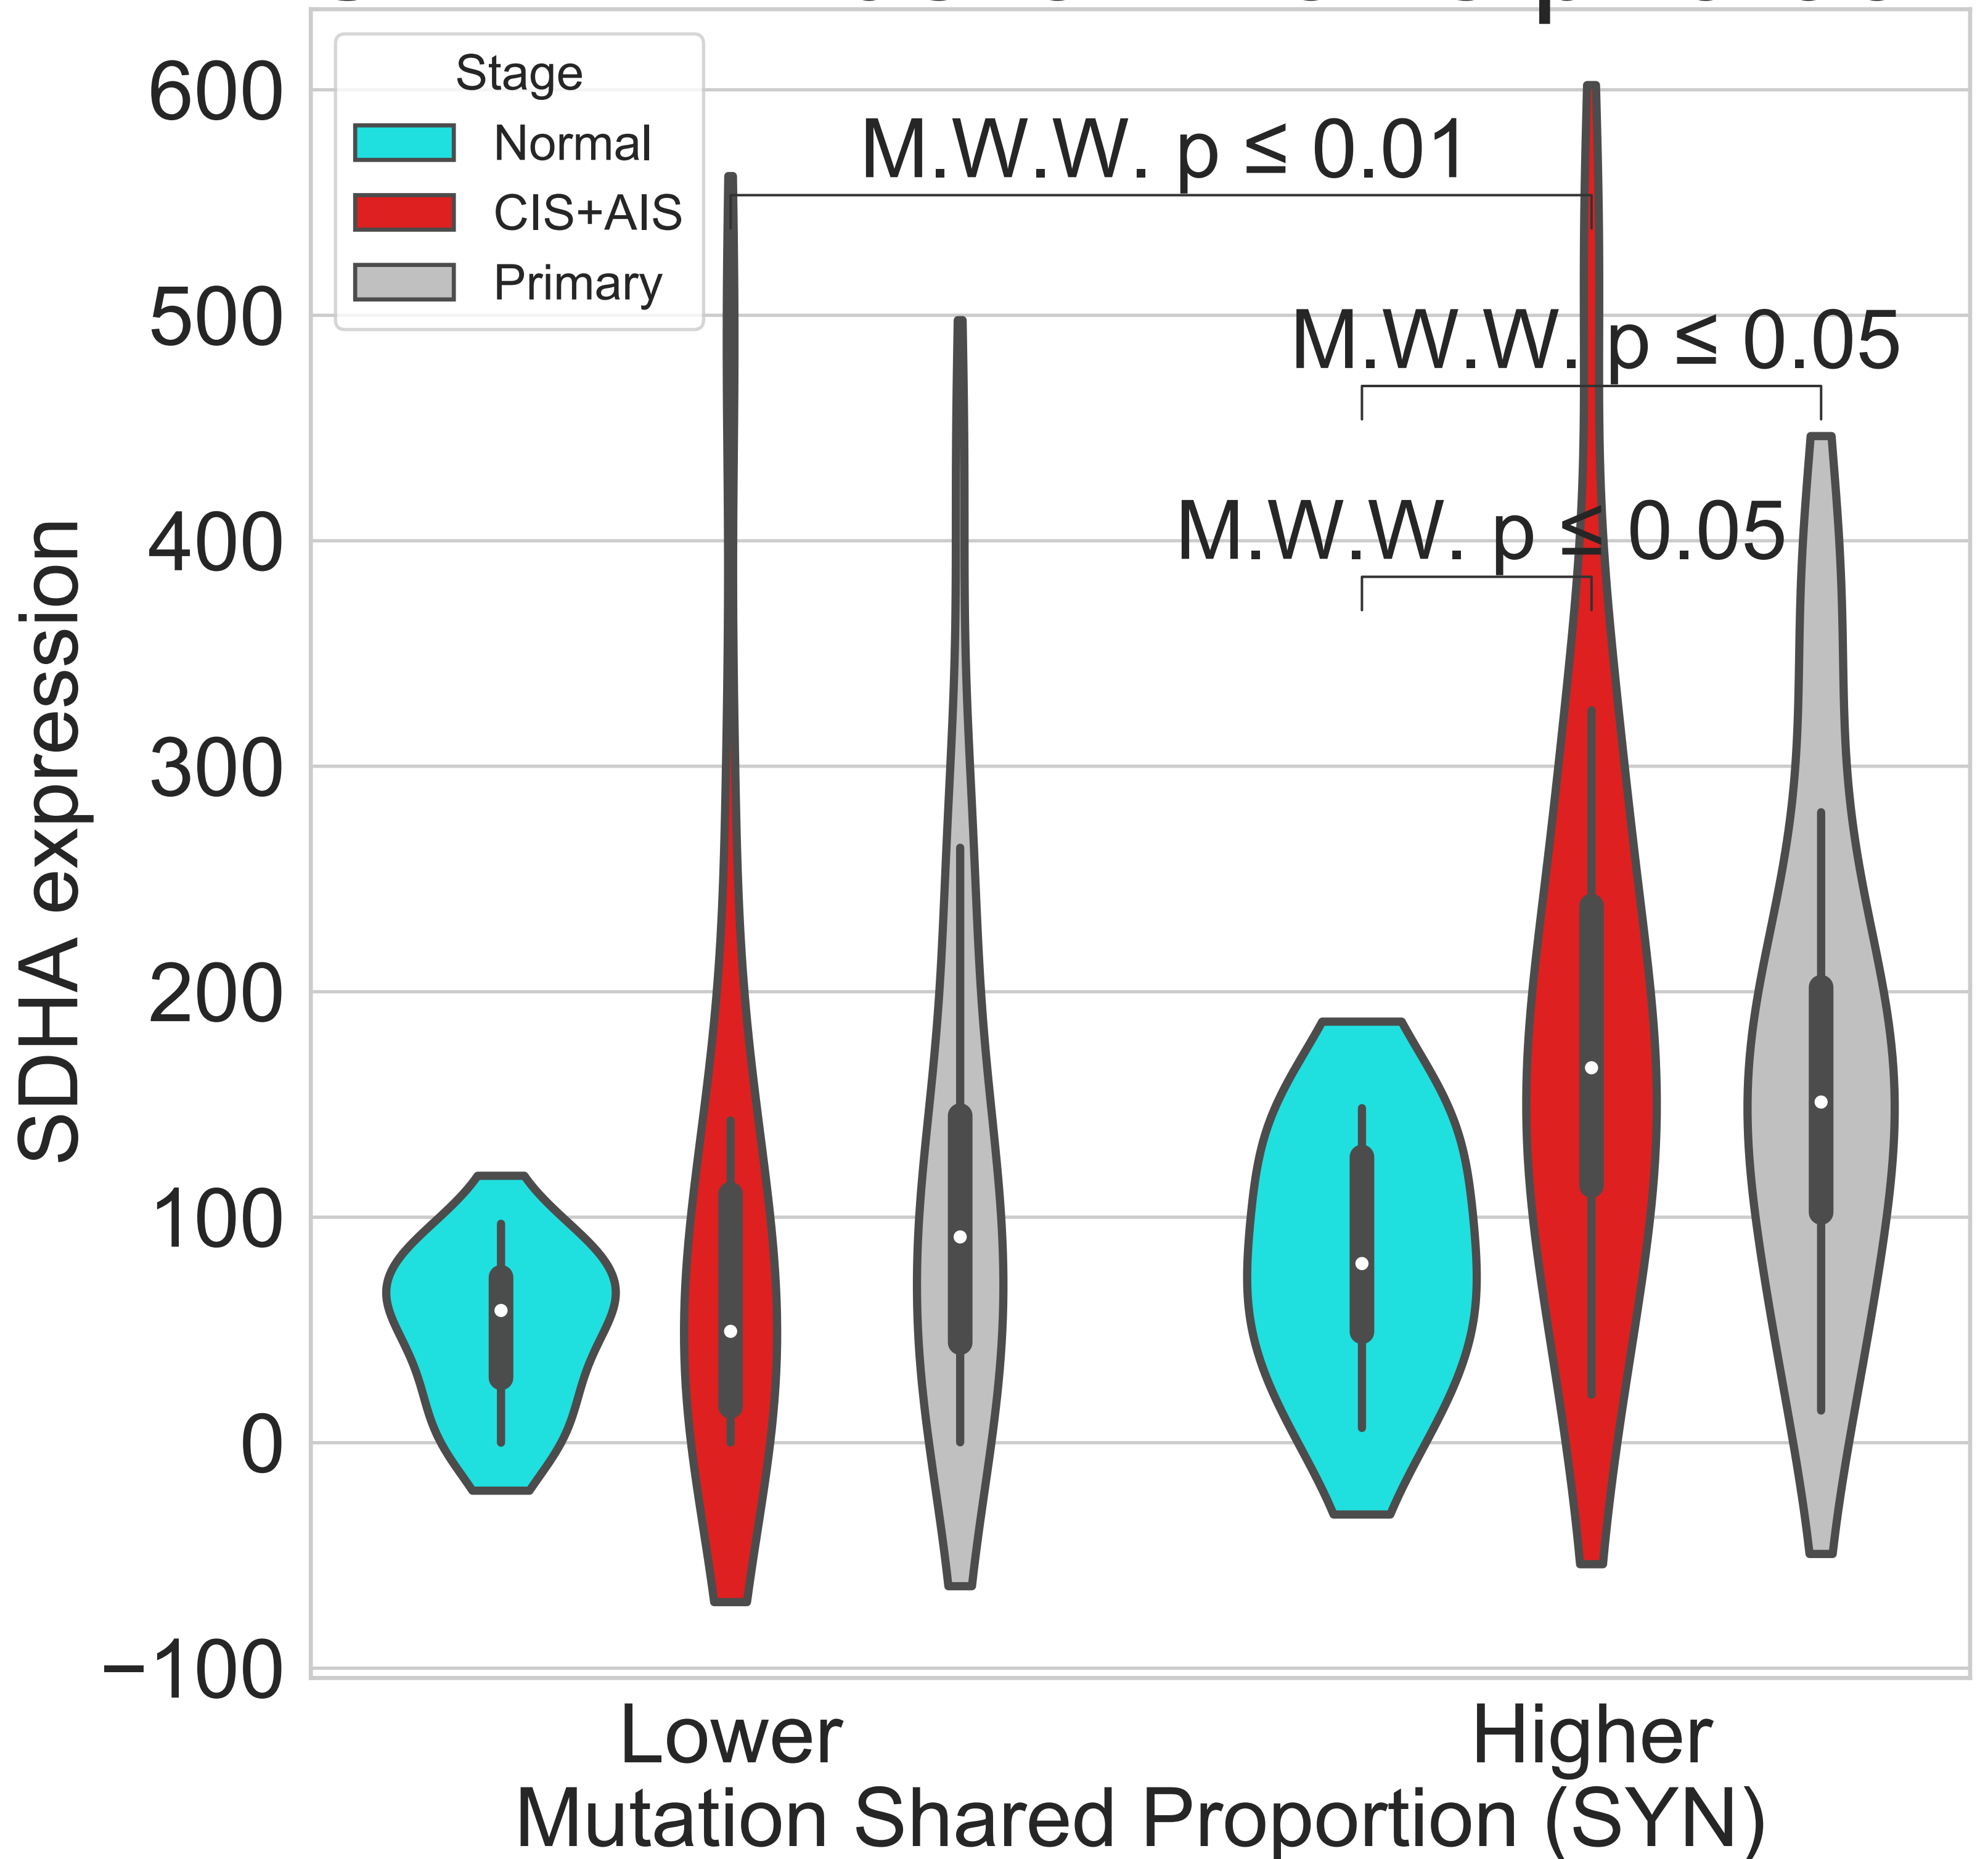 Stage
Normal
CIS+AIS
Primary
M.W.W. p ≤ 0.01
M.W.W. p ≤ 0.05
M.W.W. p ≤ 0.05
600
500
400
300
200
100
0
−100
SDHA expression
Lower
Higher
Mutation Shared Proportion (SYN)